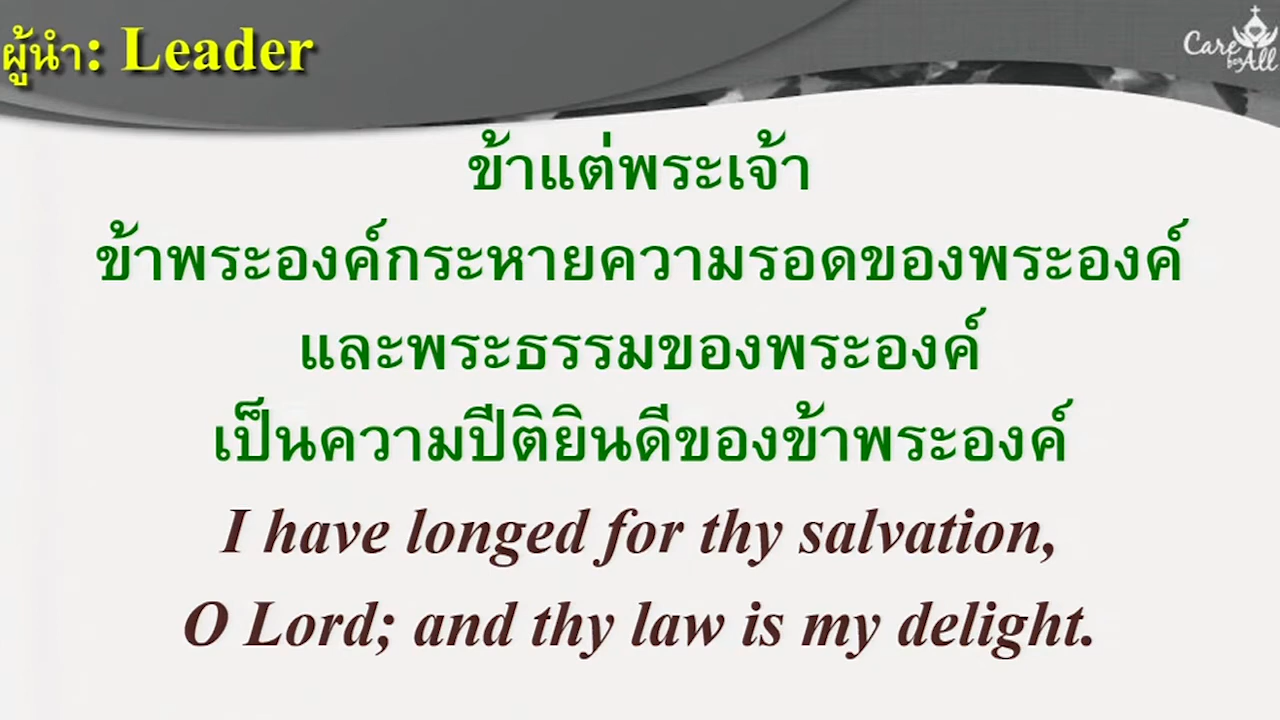 ผู้นำ: Leader
Care
for All
ข้าแต่พระเจ้า
ข้าพระองค์กระหายความรอดของพระองค์
และพระธรรมของพระองค์
เป็นความปีติยินดีของข้าพระองค์
I have longed for thy salvation,
O Lord; and thy law is my delight.